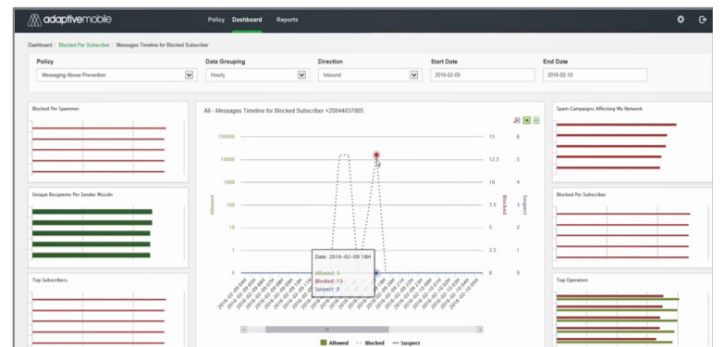 adaptivemobile
Policy Dashboard Reports
Dashboard / Blocked Per Subscriber / Messages Timeline for Blocked Subscriber
Policy Data Grouping Direction Start Date End Date
Messaging Abuse Prevention Hourly Inbound 2016-02-09 2016-02-10
Blocked Per Spammer
All - Messages Timeline for Blocked Subscriber +20844037865
Spam Campaigns Affecting My Network
100000 15 6
10000 12.5 5
1000 10 4
100 7.5 3
10 5 2
1 2.5 1
0 0 0
Allowed
Blocked
Suspect
Unique Recipients Per Sender Msisdn
Blocked Per Subscriber
Date: 2016-02-09 18H
Allowed: 0
Blocked: 13
Suspect: 0
Top Subscribers
Top Operators
Allowed Blocked Suspect